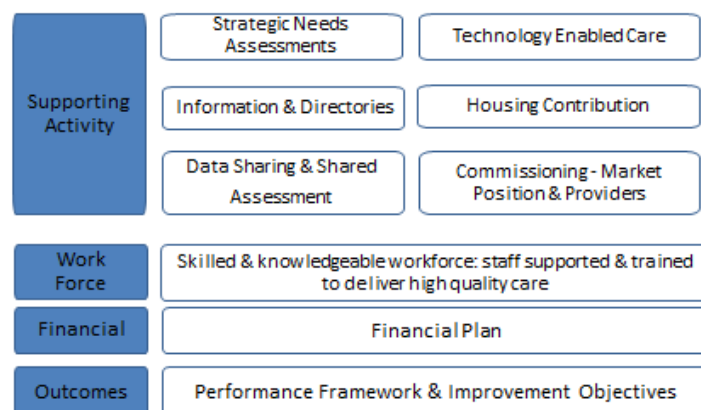 Supporting
Activity
Strategic Needs
Assessments
Technology Enabled Care
Information & Directories
Housing Contribution
Data Sharing & Shared
Assessment
Commissioning - Market
Position & Providers
Work
Force
Skilled & knowledgeable workforce: staff supported & trained
to deliver high quality care
Financial
Financial Plan
Outcomes
Performance Framework & Improvement Objectives